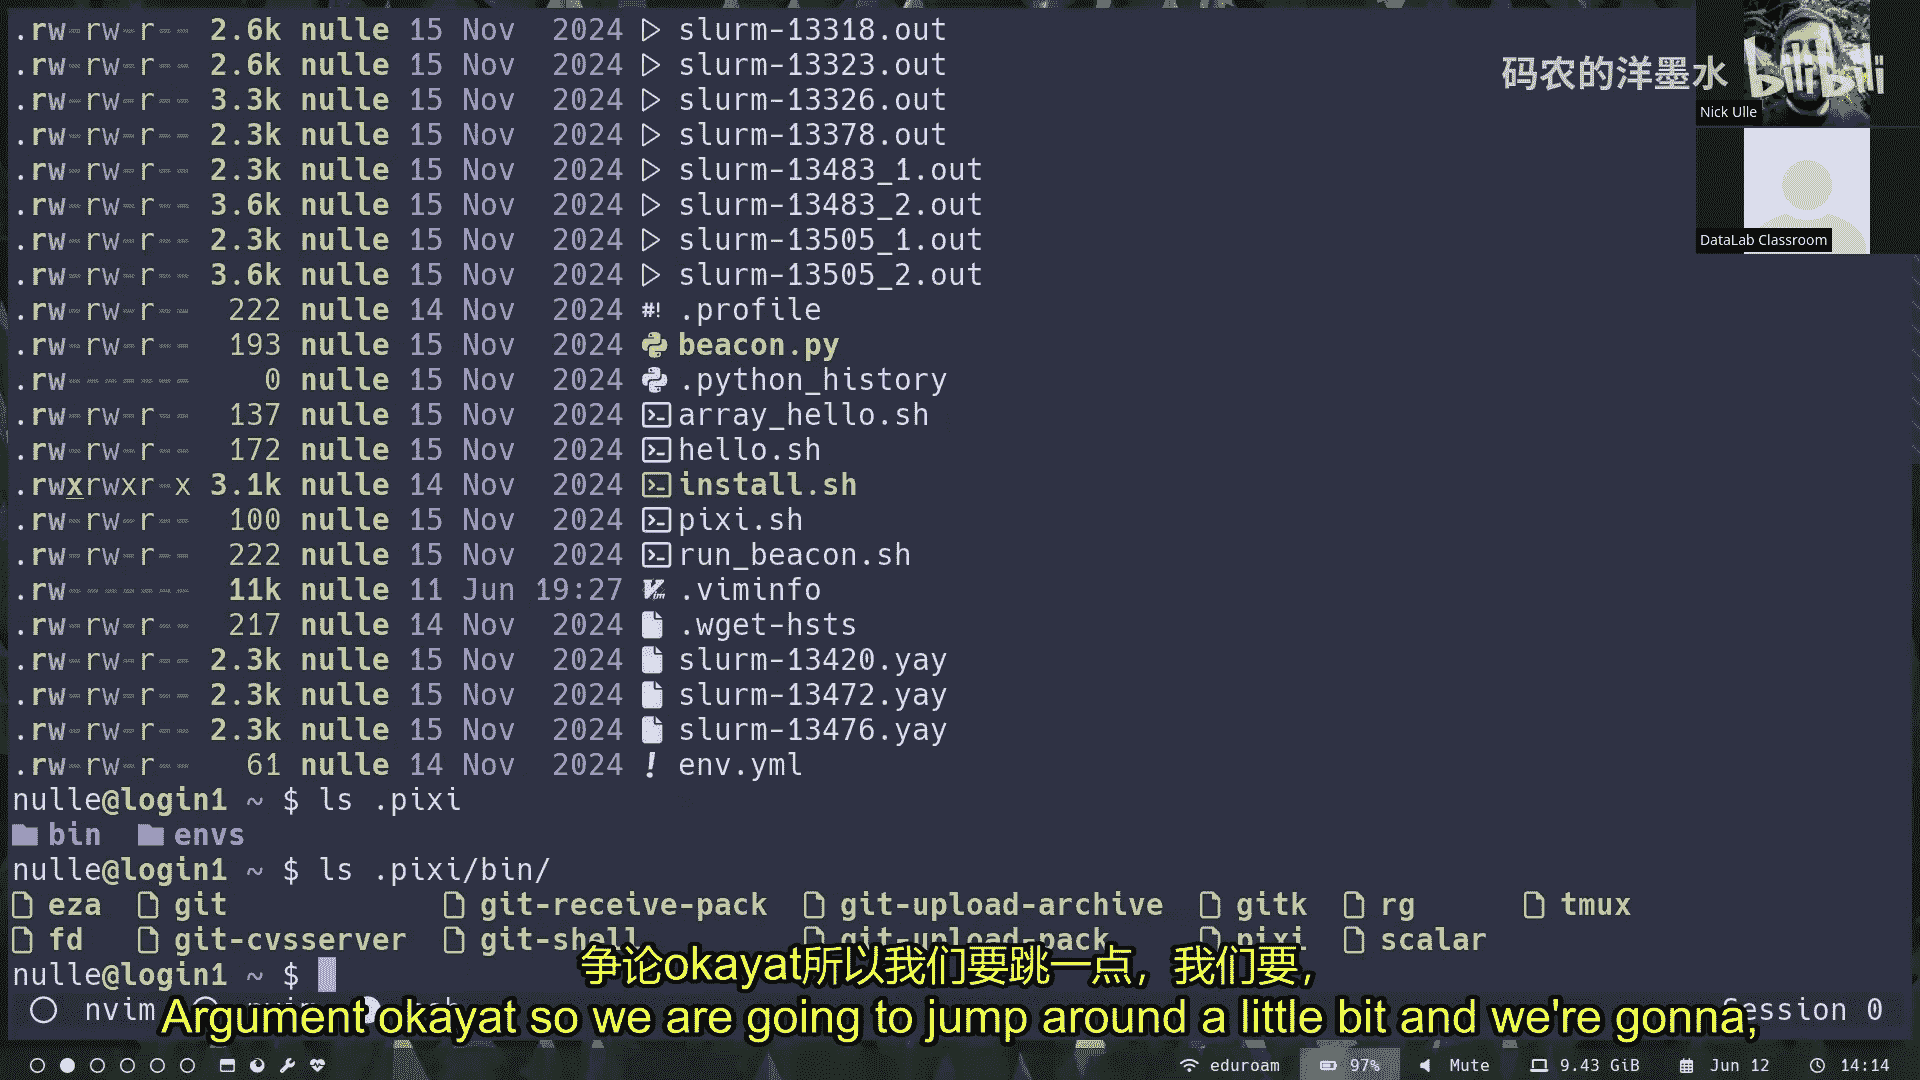 .rw-rw-r-- 2.6k nulle 15 Nov 2024 slurm-13318.out
.rw-rw-r-- 2.6k nulle 15 Nov 2024 slurm-13323.out
.rw-rw-r-- 3.3k nulle 15 Nov 2024 slurm-13326.out
.rw-rw-r-- 2.3k nulle 15 Nov 2024 slurm-13378.out
.rw-rw-r-- 2.3k nulle 15 Nov 2024 slurm-13483_1.out
.rw-rw-r-- 3.6k nulle 15 Nov 2024 slurm-13483_2.out
.rw-rw-r-- 2.3k nulle 15 Nov 2024 slurm-13505_1.out
.rw-rw-r-- 3.6k nulle 15 Nov 2024 slurm-13505_2.out
.rw-rw-r-- 222 nulle 14 Nov 2024 #! .profile
.rw-rw-r-- 193 nulle 15 Nov 2024 beacon.py
.rw------- 0 nulle 15 Nov 2024 .python_history
.rw-rw-r-- 137 nulle 15 Nov 2024 array_hello.sh
.rw-rw-r-- 172 nulle 15 Nov 2024 hello.sh
.rwxrwxr-x 3.1k nulle 14 Nov 2024 install.sh
.rw-rw-r-- 100 nulle 15 Nov 2024 pixi.sh
.rw-rw-r-- 222 nulle 15 Nov 2024 run_beacon.sh
.rw------- 11k nulle 11 Jun 19:27 .viminfo
.rw-rw-r-- 217 nulle 14 Nov 2024 .wget-hsts
.rw-rw-r-- 2.3k nulle 15 Nov 2024 slurm-13420.yay
.rw-rw-r-- 2.3k nulle 15 Nov 2024 slurm-13472.yay
.rw-rw-r-- 2.3k nulle 15 Nov 2024 slurm-13476.yay
.rw-rw-r-- 61 nulle 14 Nov 2024 ! env.yml
nulle@login1 ~ $ ls .pixi
bin envs
nulle@login1 ~ $ ls .pixi/bin/
eza git git-receive-pack git-upload-archive gitk rg tmux
fd git-cvsserver git-shell git-upload-pack pixi scalar
nulle@login1 ~ $
nvim
Session 0
争论okayat所以我们要跳一点，我们要，
Argument okayat so we are going to jump around a little bit and we're gonna,
eduroam 97% Mute 9.43 GiB Jun 12 14:14
码农的洋墨水 bilibili
Nick Ulle
DataLab Classroom